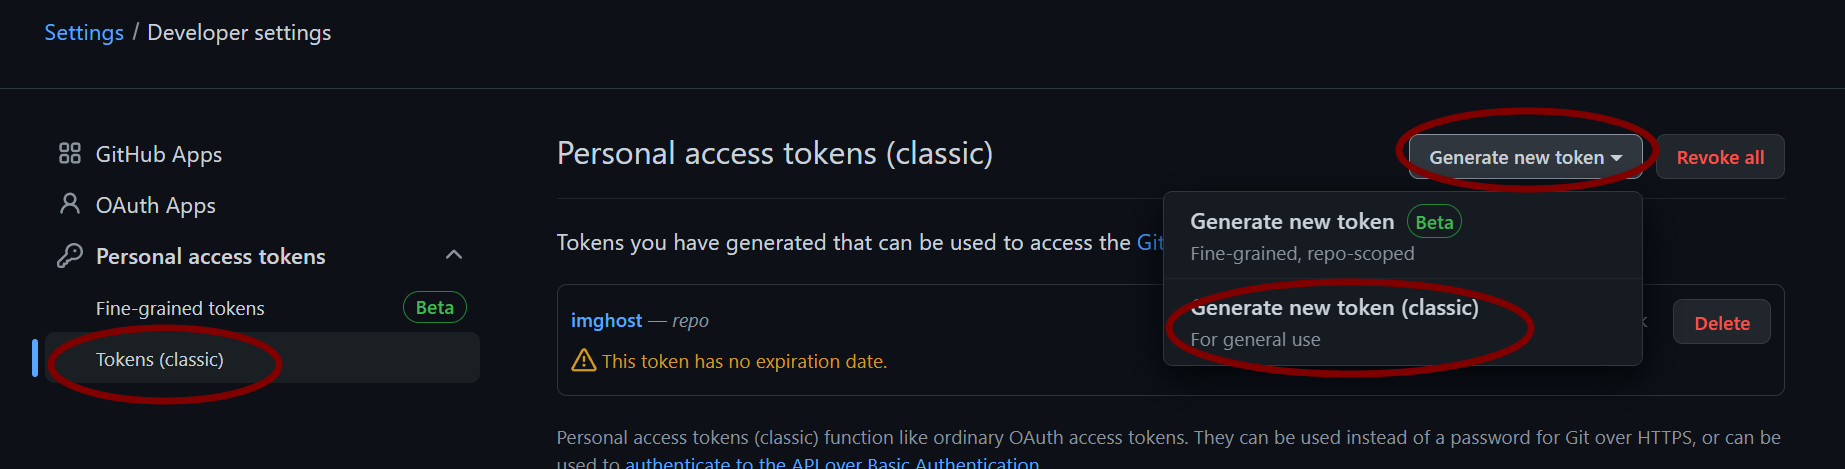 Settings / Developer settings
GitHub Apps
OAuth Apps
Personal access tokens
Fine-grained tokens Beta
Tokens (classic)
Personal access tokens (classic)
Generate new token
Revoke all
Generate new token Beta
Fine-grained, repo-scoped
Generate new token (classic)
For general use
Tokens you have generated that can be used to access the Git
imghost — repo
Delete
This token has no expiration date.
Personal access tokens (classic) function like ordinary OAuth access tokens. They can be used instead of a password for Git over HTTPS, or can be
used to authenticate to the API over Basic Authentication